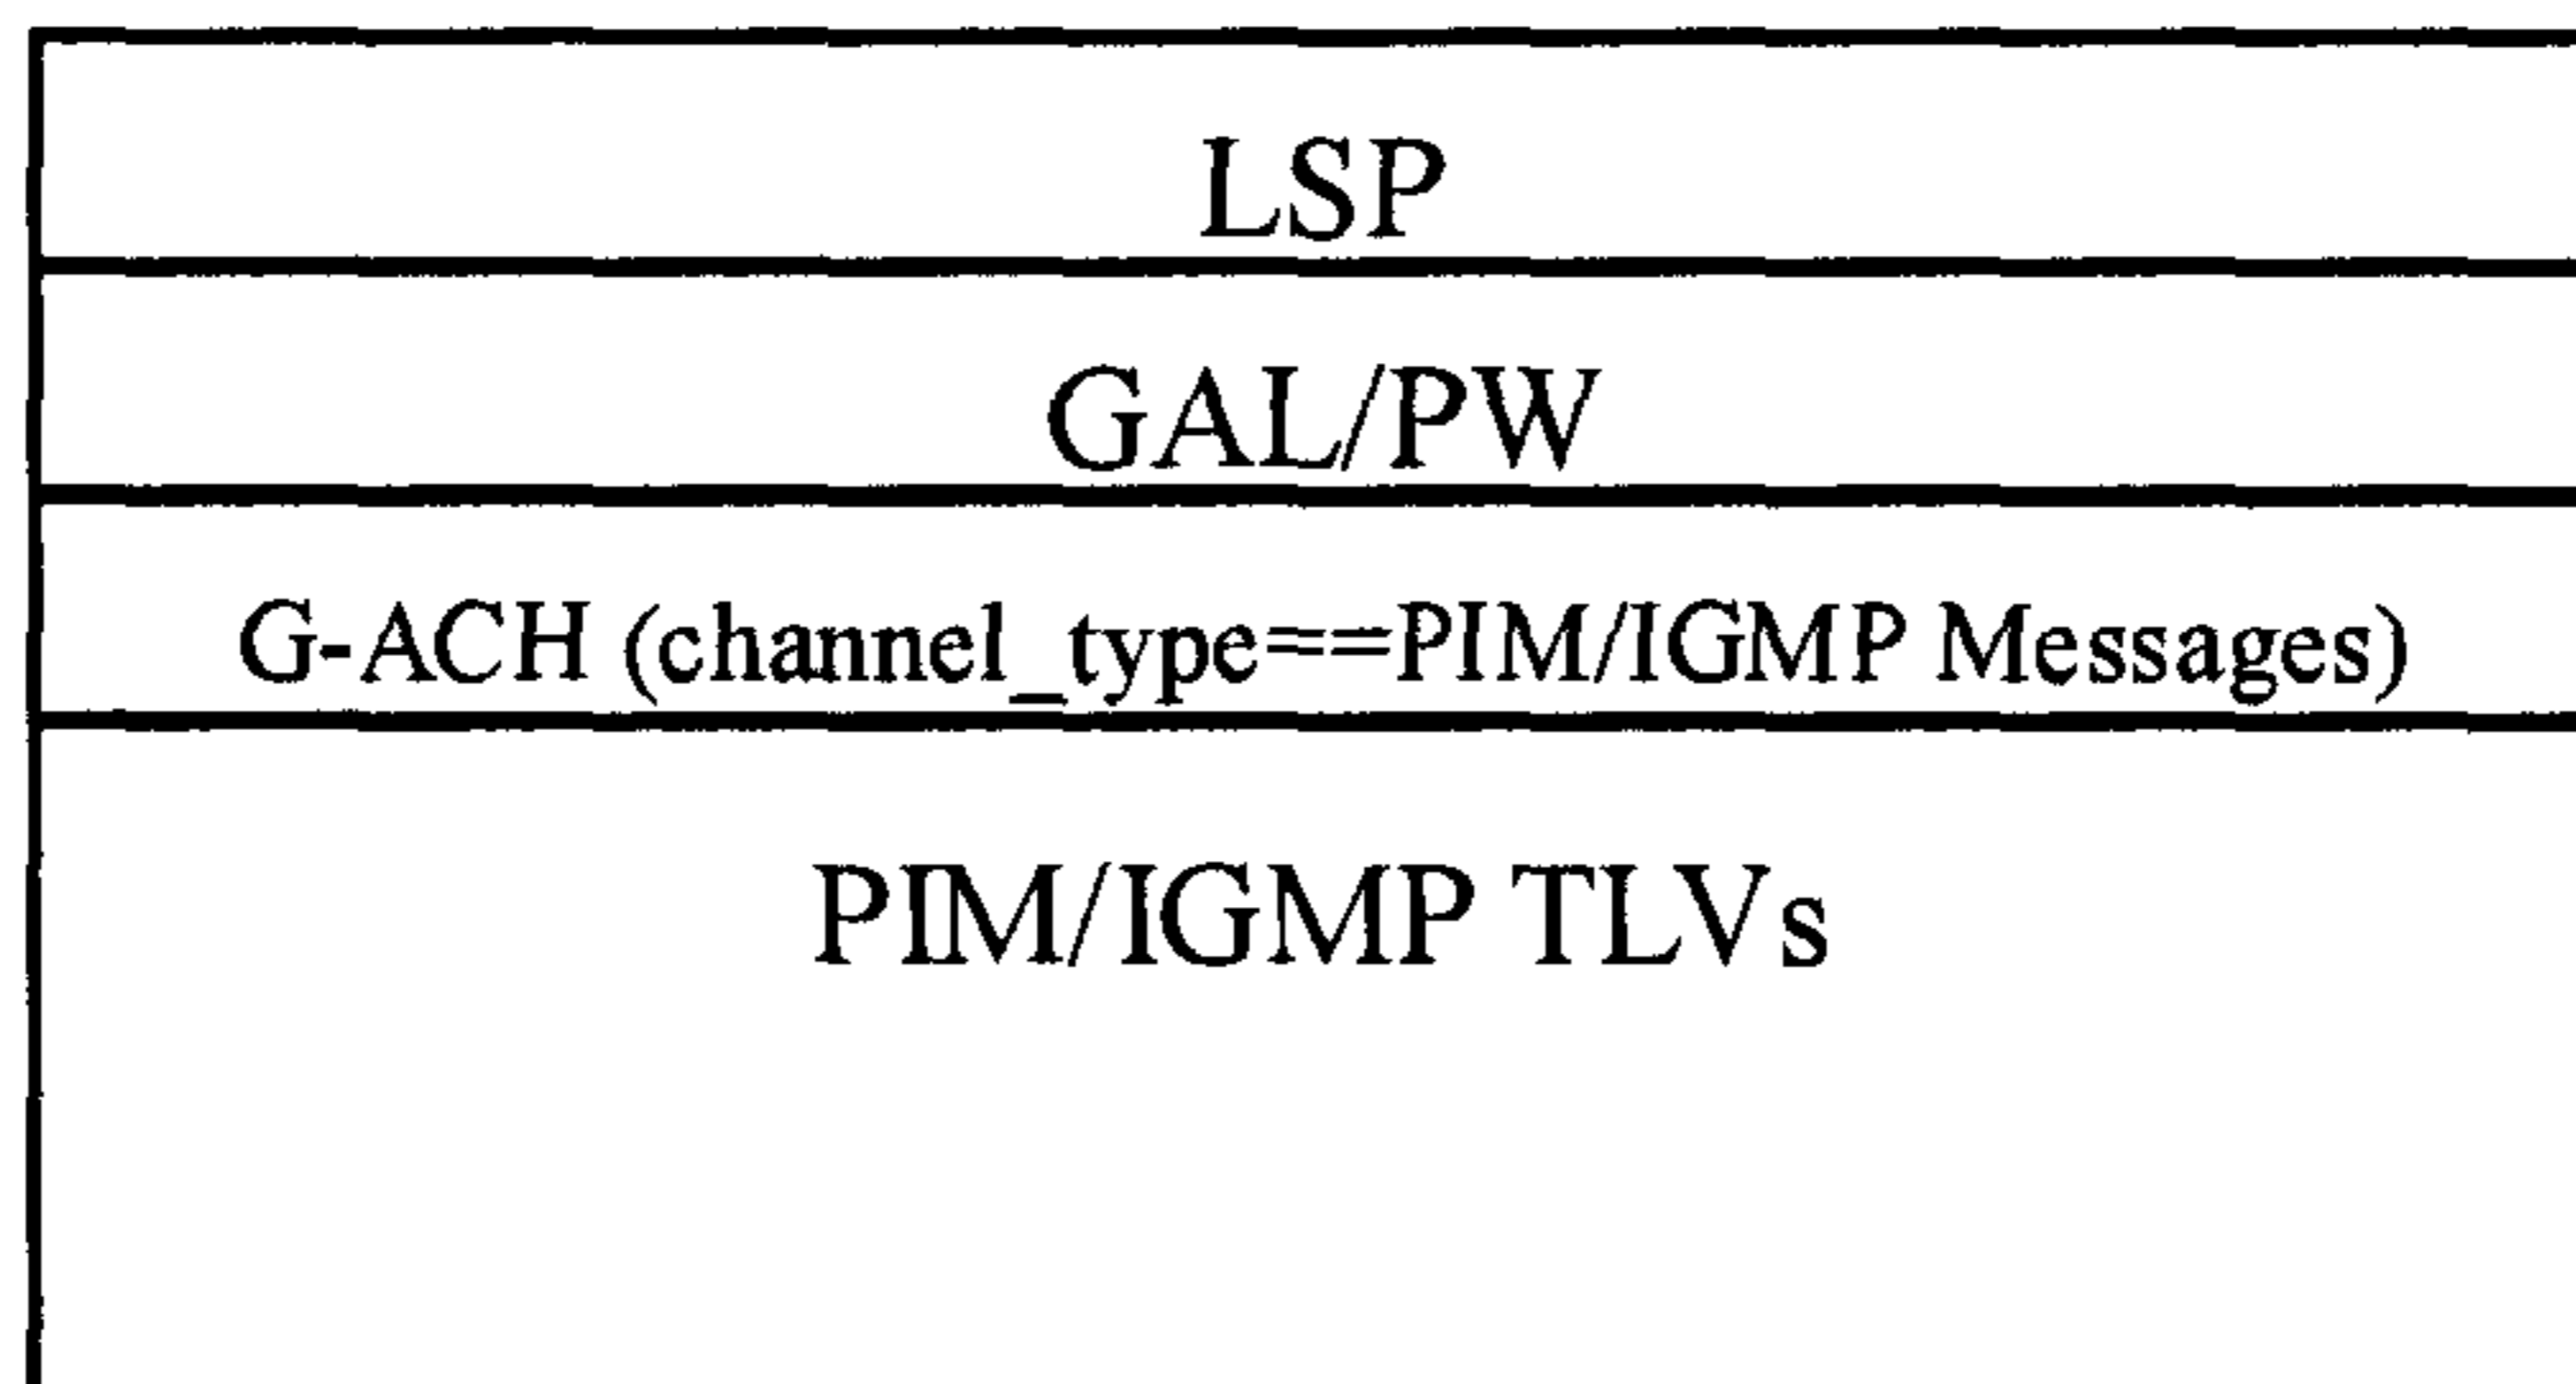 LSP
GAL/PW
G-ACH (channel_type==PIM/IGMP Messages)
PIM/IGMP TLVs